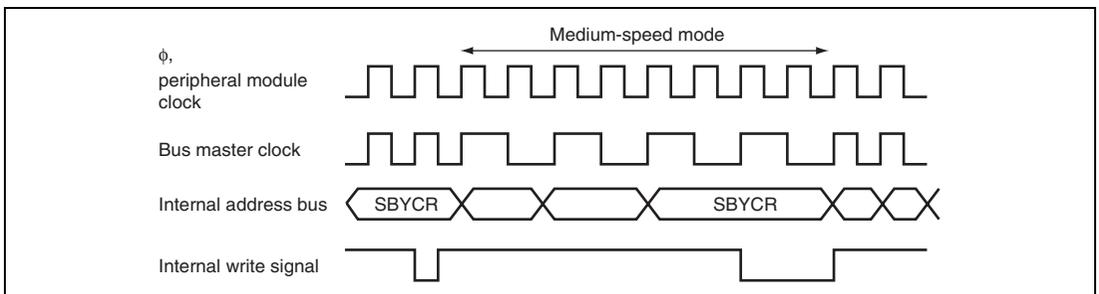 Medium-speed mode
ϕ,
peripheral module
clock
Bus master clock
Internal address bus
SBYCR
SBYCR
Internal write signal